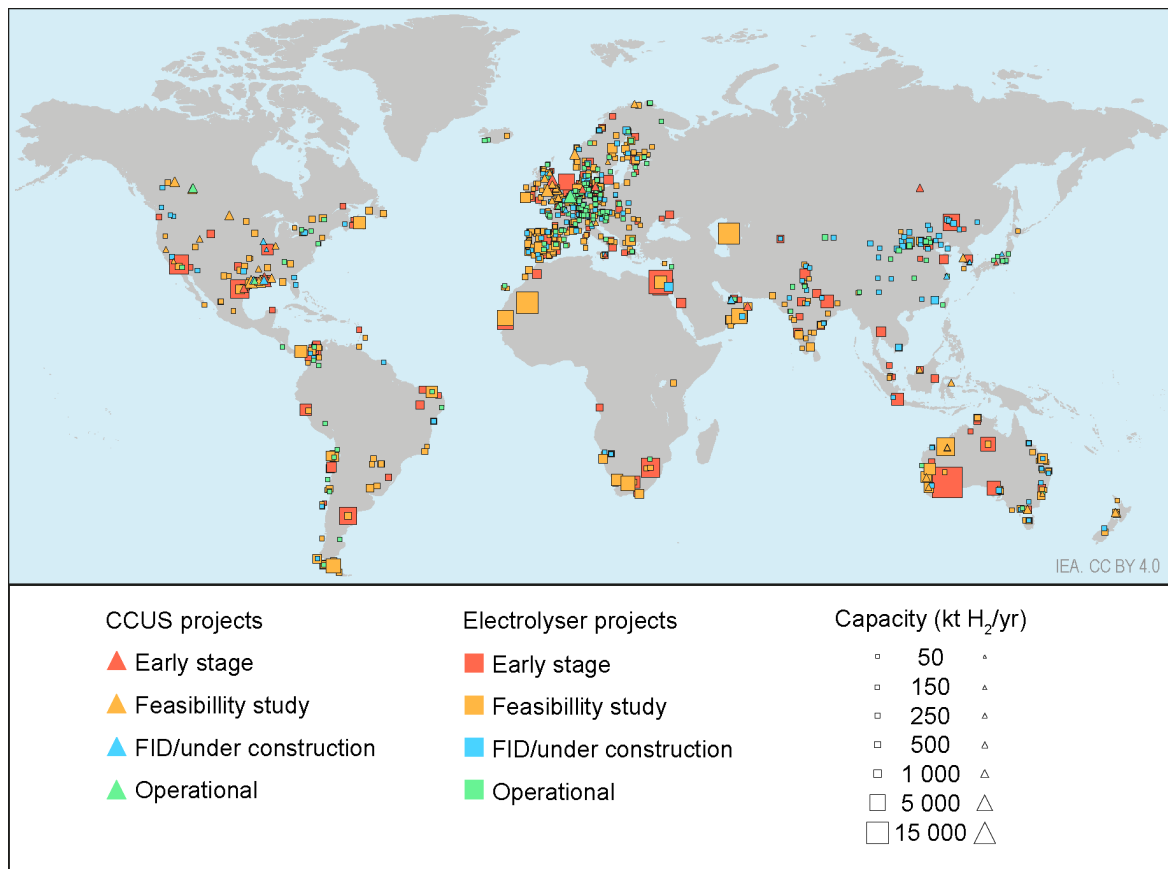 IEA. CC BY 4.0
CCUS projects
Early stage
Feasibillity study
FID/under construction
Operational
Electrolyser projects
Early stage
Feasibillity study
FID/under construction
Operational
Capacity (kt H₂/yr)
50
150
250
500
1 000
5 000
15 000